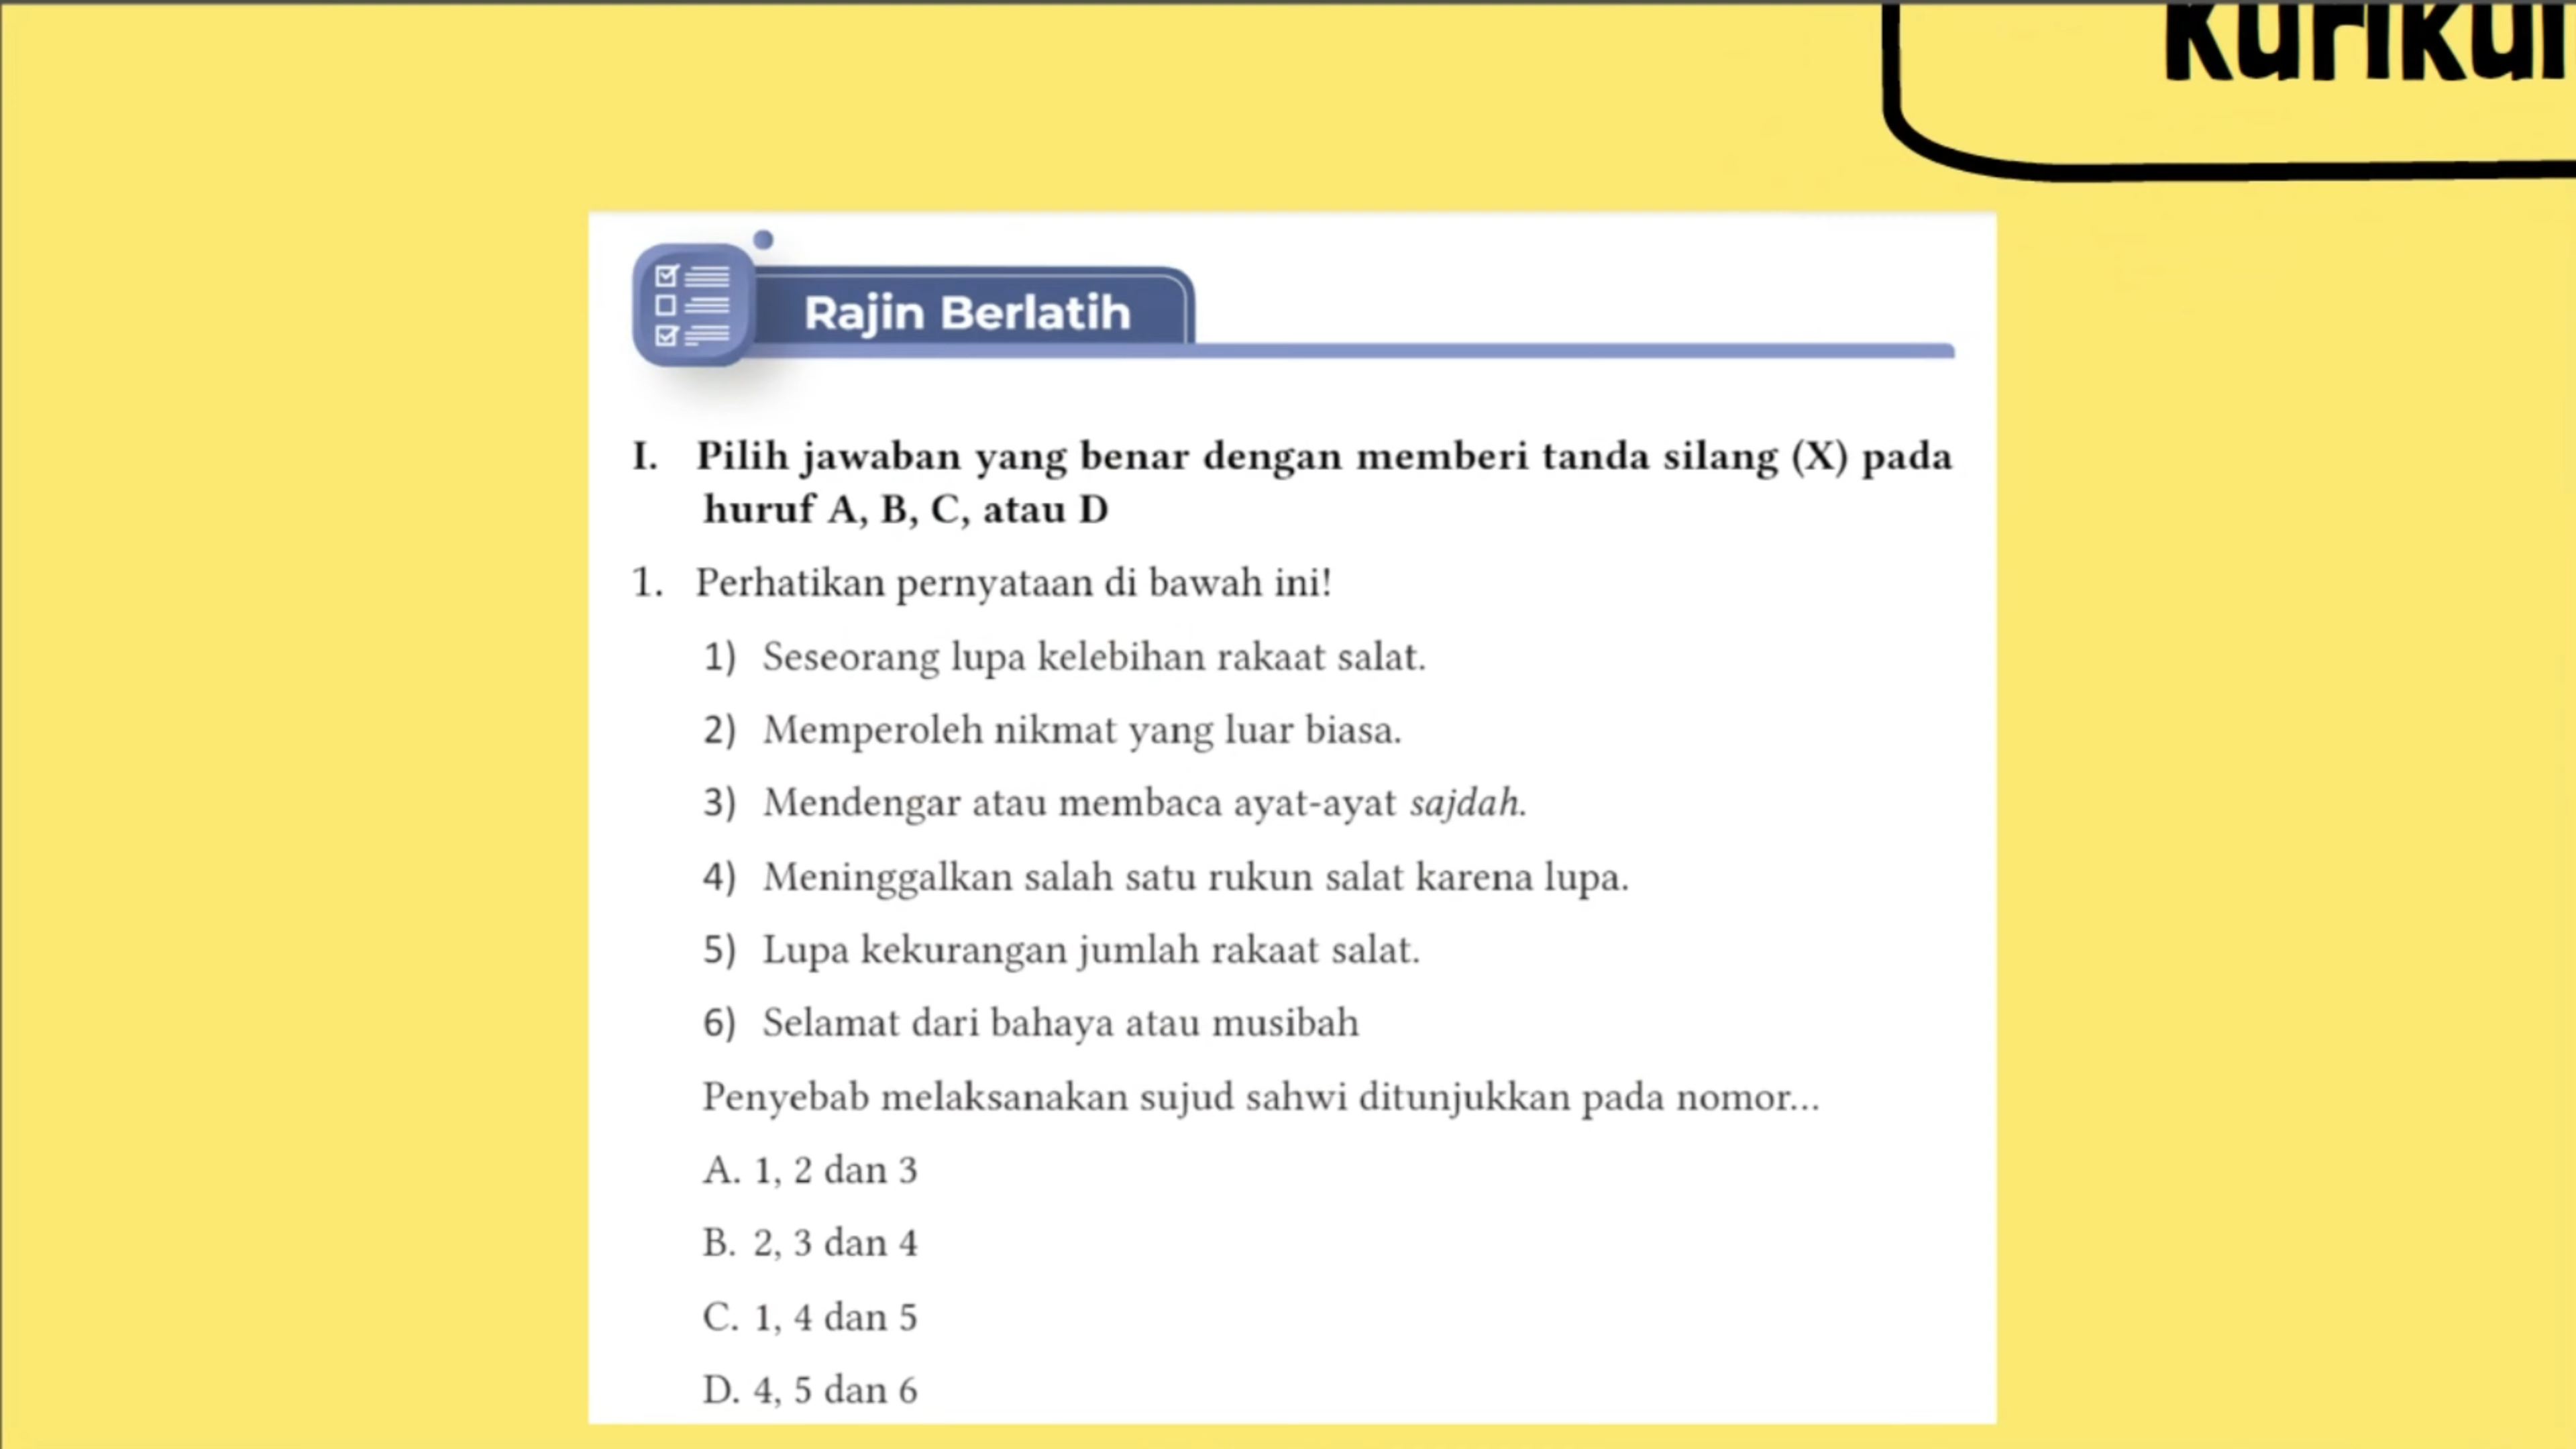 Rajin Berlatih
I. Pilih jawaban yang benar dengan memberi tanda silang (X) pada
huruf A, B, C, atau D
1. Perhatikan pernyataan di bawah ini!
1) Seseorang lupa kelebihan rakaat salat.
2) Memperoleh nikmat yang luar biasa.
3) Mendengar atau membaca ayat-ayat sajdah.
4) Meninggalkan salah satu rukun salat karena lupa.
5) Lupa kekurangan jumlah rakaat salat.
6) Selamat dari bahaya atau musibah
Penyebab melaksanakan sujud sahwi ditunjukkan pada nomor...
A. 1, 2 dan 3
B. 2, 3 dan 4
C. 1, 4 dan 5
D. 4, 5 dan 6